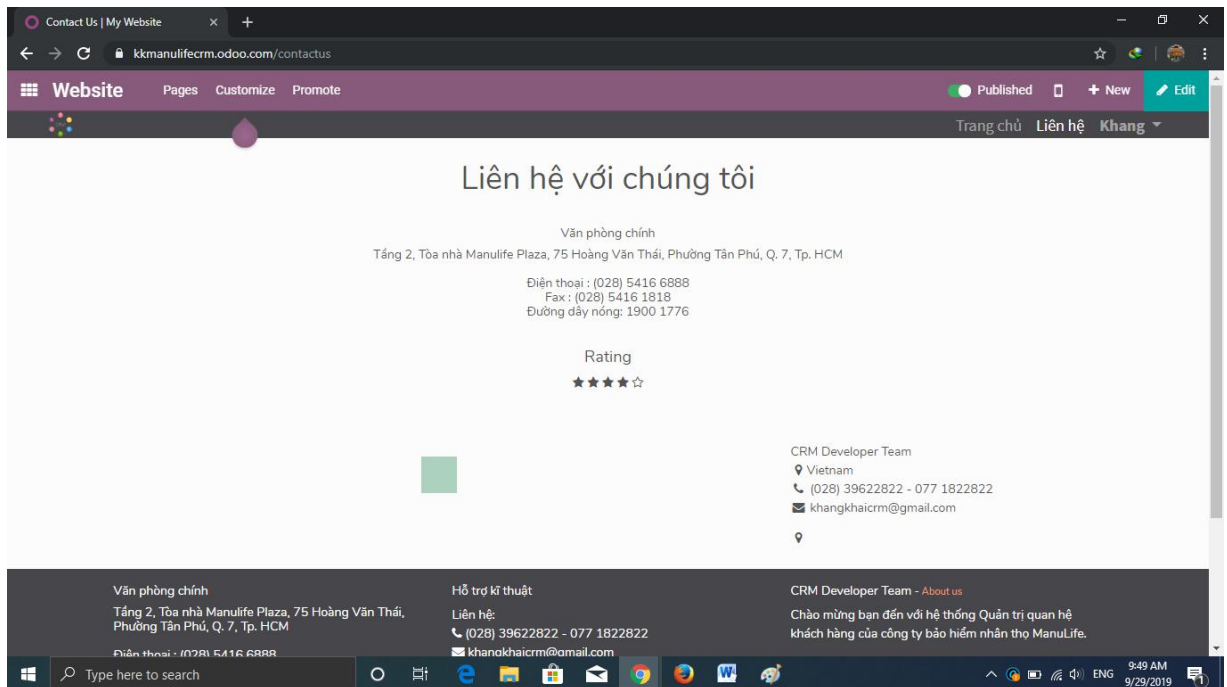 Contact Us | My Website
kkmanulifecrm.odoo.com/contactus
Website Pages Customize Promote Published + New Edit
Trang chủ Liên hệ Khang
Liên hệ với chúng tôi
Văn phòng chính
Tầng 2, Tòa nhà Manulife Plaza, 75 Hoàng Văn Thái, Phường Tân Phú, Q. 7, Tp. HCM
Điện thoại : (028) 5416 6888
Fax : (028) 5416 1818
Đường dây nóng: 1900 1776
Rating
CRM Developer Team
Vietnam
(028) 39622822 - 077 1822822
khangkhaicrm@gmail.com
Văn phòng chính
Tầng 2, Tòa nhà Manulife Plaza, 75 Hoàng Văn Thái,
Phường Tân Phú, Q. 7, Tp. HCM
Điện thoại : (028) 5416 6888
Hỗ trợ kĩ thuật
Liên hệ:
(028) 39622822 - 077 1822822
khangkhaicrm@gmail.com
CRM Developer Team - About us
Chào mừng bạn đến với hệ thống Quản trị quan hệ
khách hàng của công ty bảo hiểm nhân thọ ManuLife.
Type here to search
ENG
9:49 AM
9/29/2019